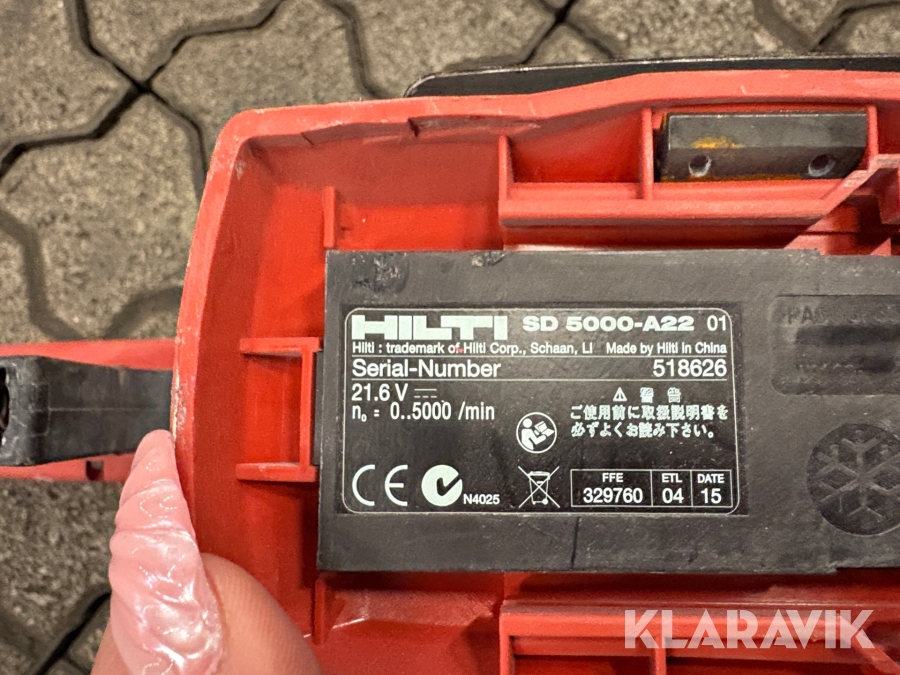 HILTI SD 5000-A22 01
Hilti : trademark of Hilti Corp., Schaan, LI Made by Hilti in China
Serial-Number 518626
21.6 V
n₀ = 0..5000 /min
警 告
ご使用前に取扱説明書を
必ずよくお読み下さい。
CE N4025
FFE ETL DATE
329760 04 15
KLARAVIK